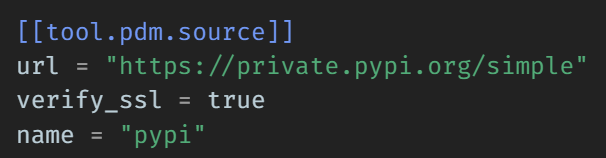 [[tool.pdm.source]]
url = "https://private.pypi.org/simple"
verify_ssl = true
name = "pypi"